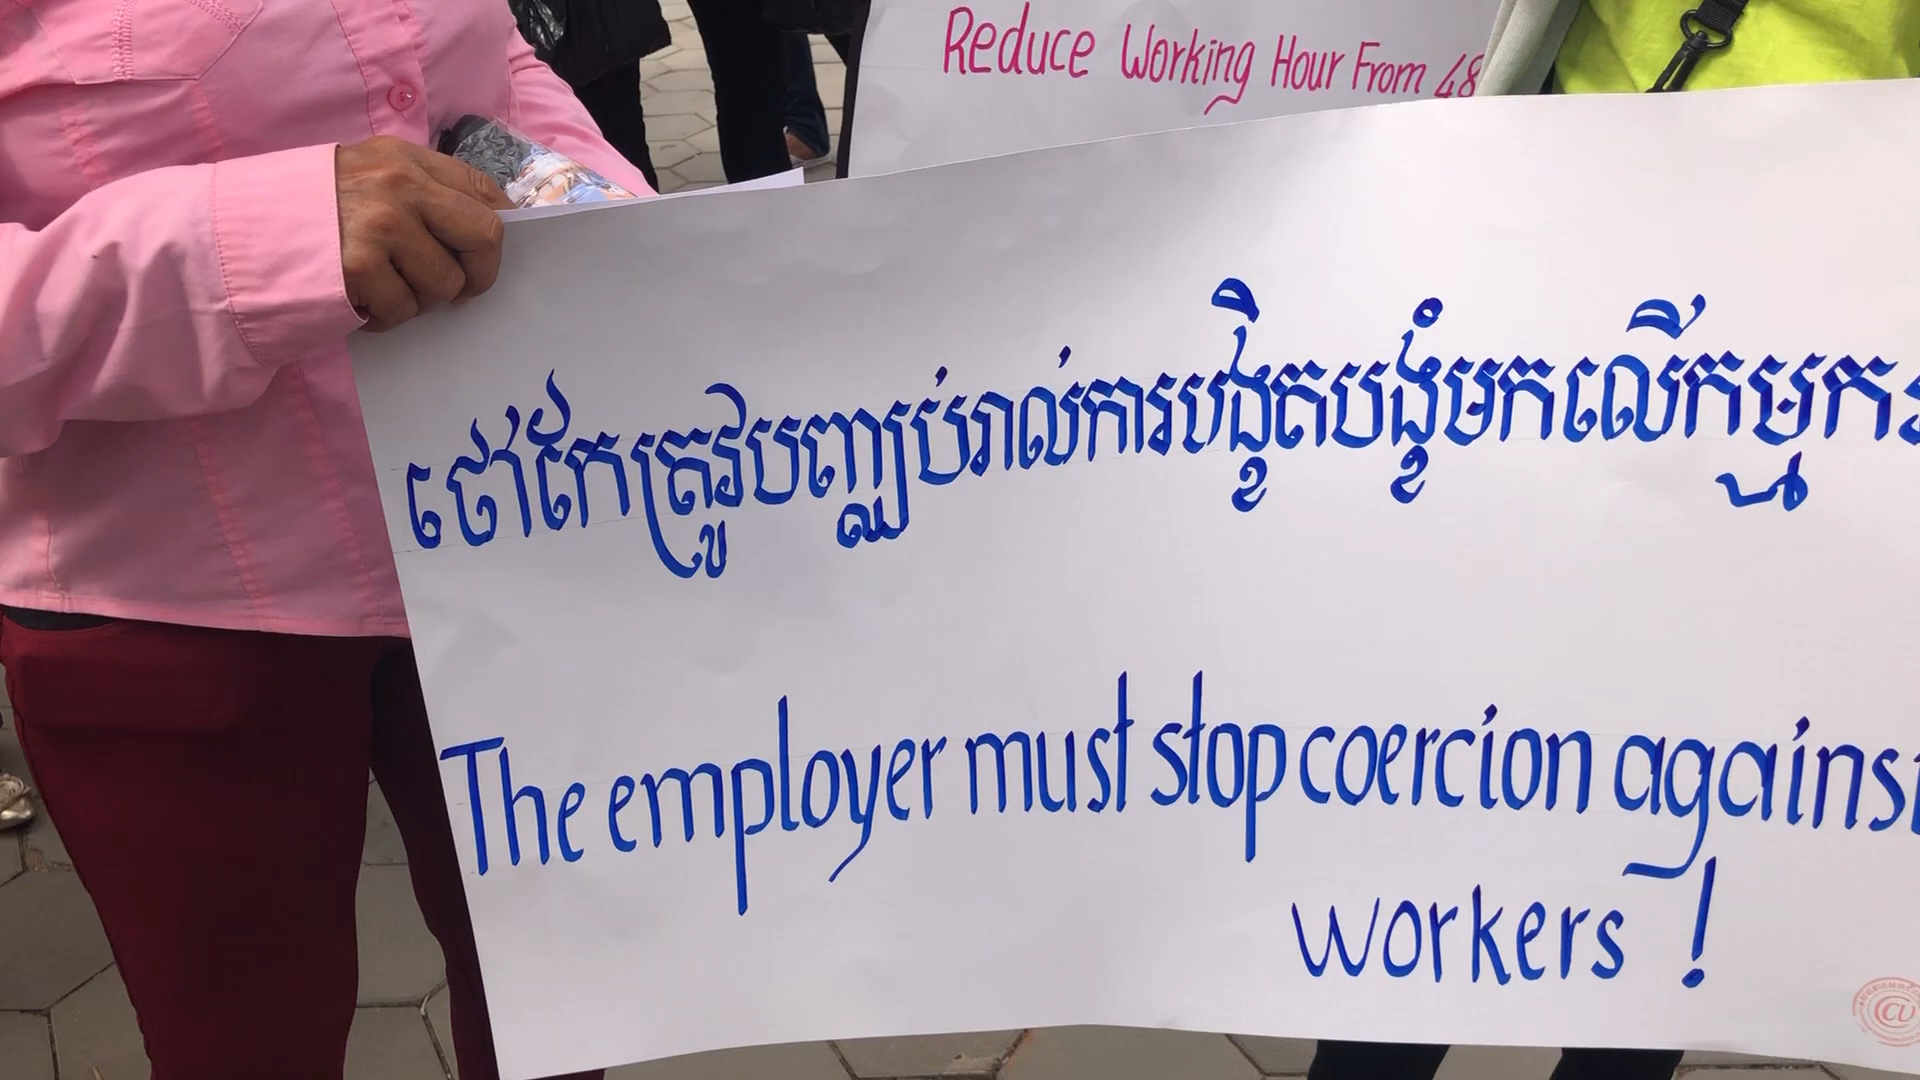 Reduce Working Hour From 48
ថៅកែត្រូវបញ្ឈប់រាល់ការបង្ខិតបង្ខំមកលើកម្មករ
The employer must stop coercion against
workers !